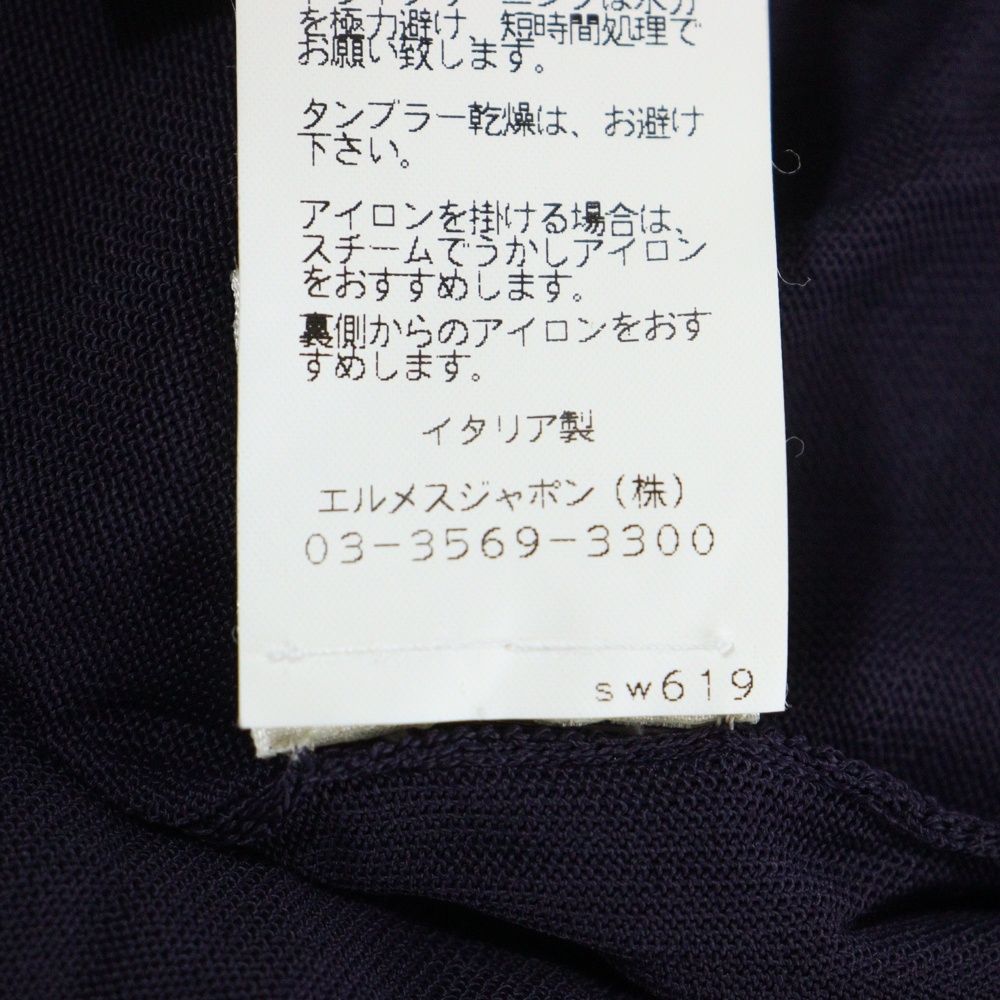 を極力避け、短時間処理で
お願い致します。
タンブラー乾燥は、お避け
下さい。
アイロンを掛ける場合は、
スチームでうかしアイロン
をおすすめします。
裏側からのアイロンをおす
すめします。
イタリア製
エルメスジャポン（株）
03-3569-3300
sw619